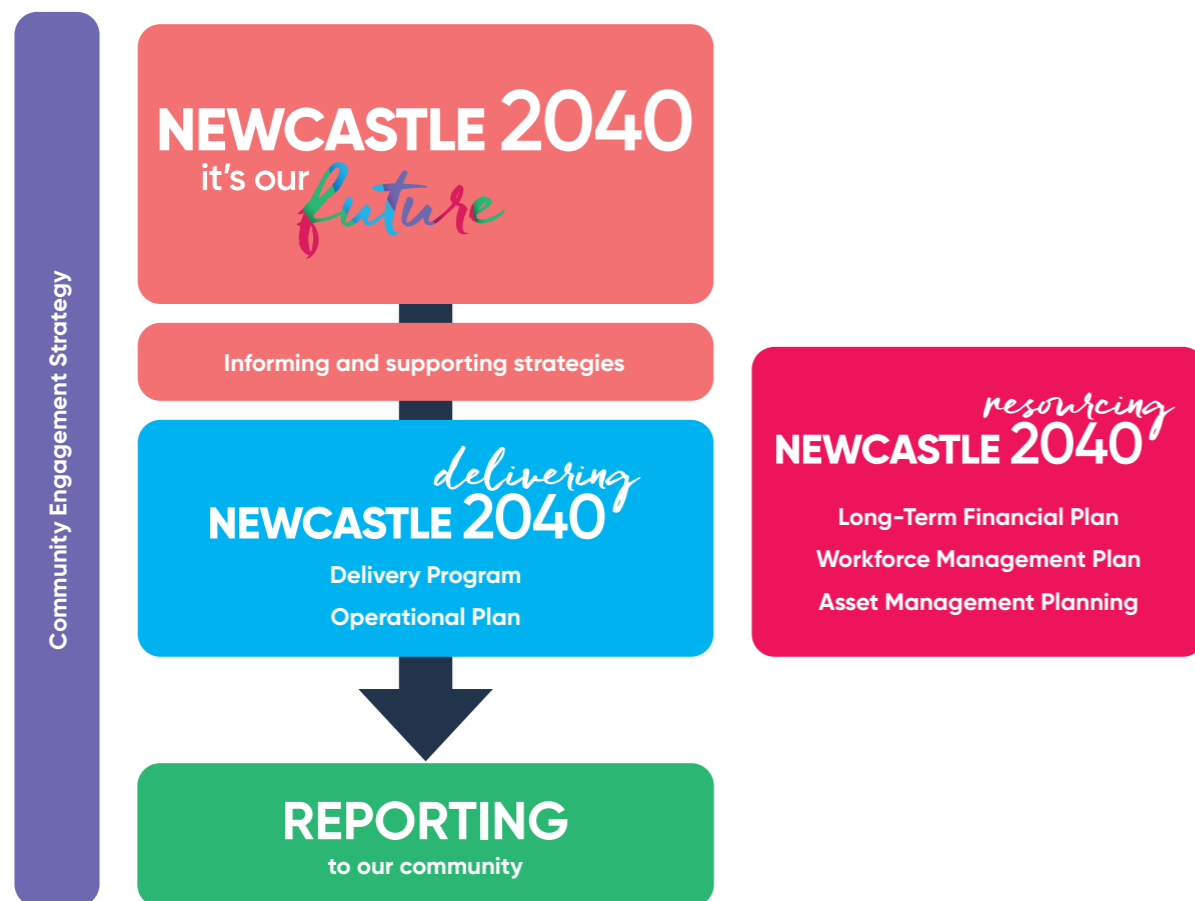 Community Engagement Strategy
NEWCASTLE 2040
it's our future
Informing and supporting strategies
delivering
NEWCASTLE 2040
Delivery Program
Operational Plan
resourcing
NEWCASTLE 2040
Long-Term Financial Plan
Workforce Management Plan
Asset Management Planning
REPORTING
to our community